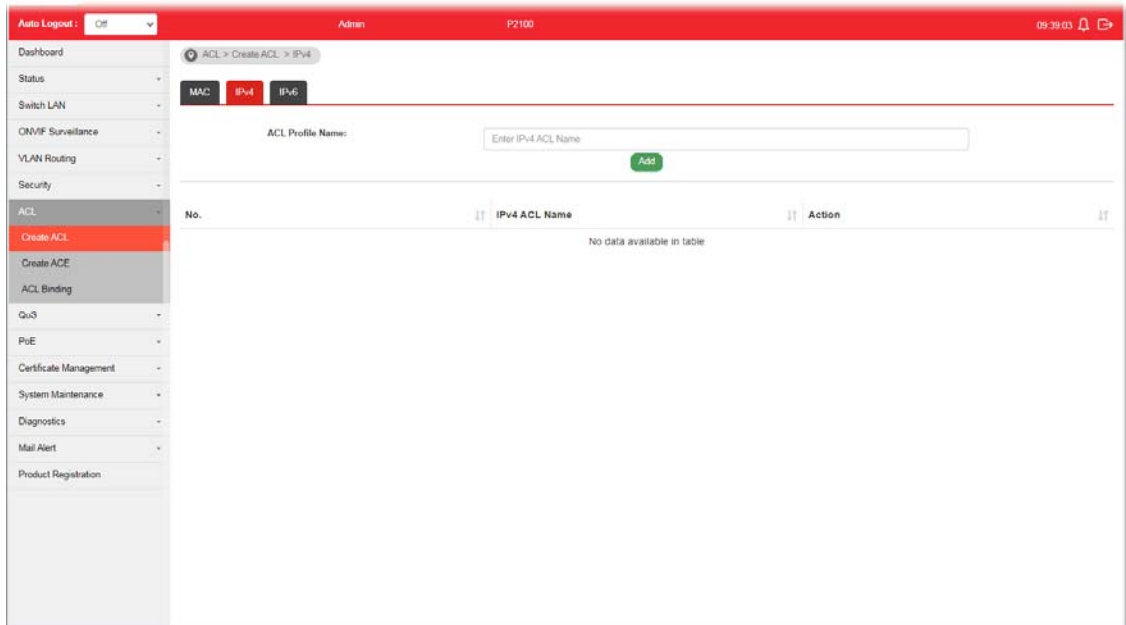 Auto Logout : Off Admin P2100 09:39:03
Dashboard
Status
Switch LAN
ONVIF Surveillance
VLAN Routing
Security
ACL
Create ACL
Create ACE
ACL Binding
QoS
PoE
Certificate Management
System Maintenance
Diagnostics
Mail Alert
Product Registration
ACL > Create ACL > IPv4
MAC IPv4 IPv6
ACL Profile Name: Enter IPv4 ACL Name
Add
No. IPv4 ACL Name Action
No data available in table